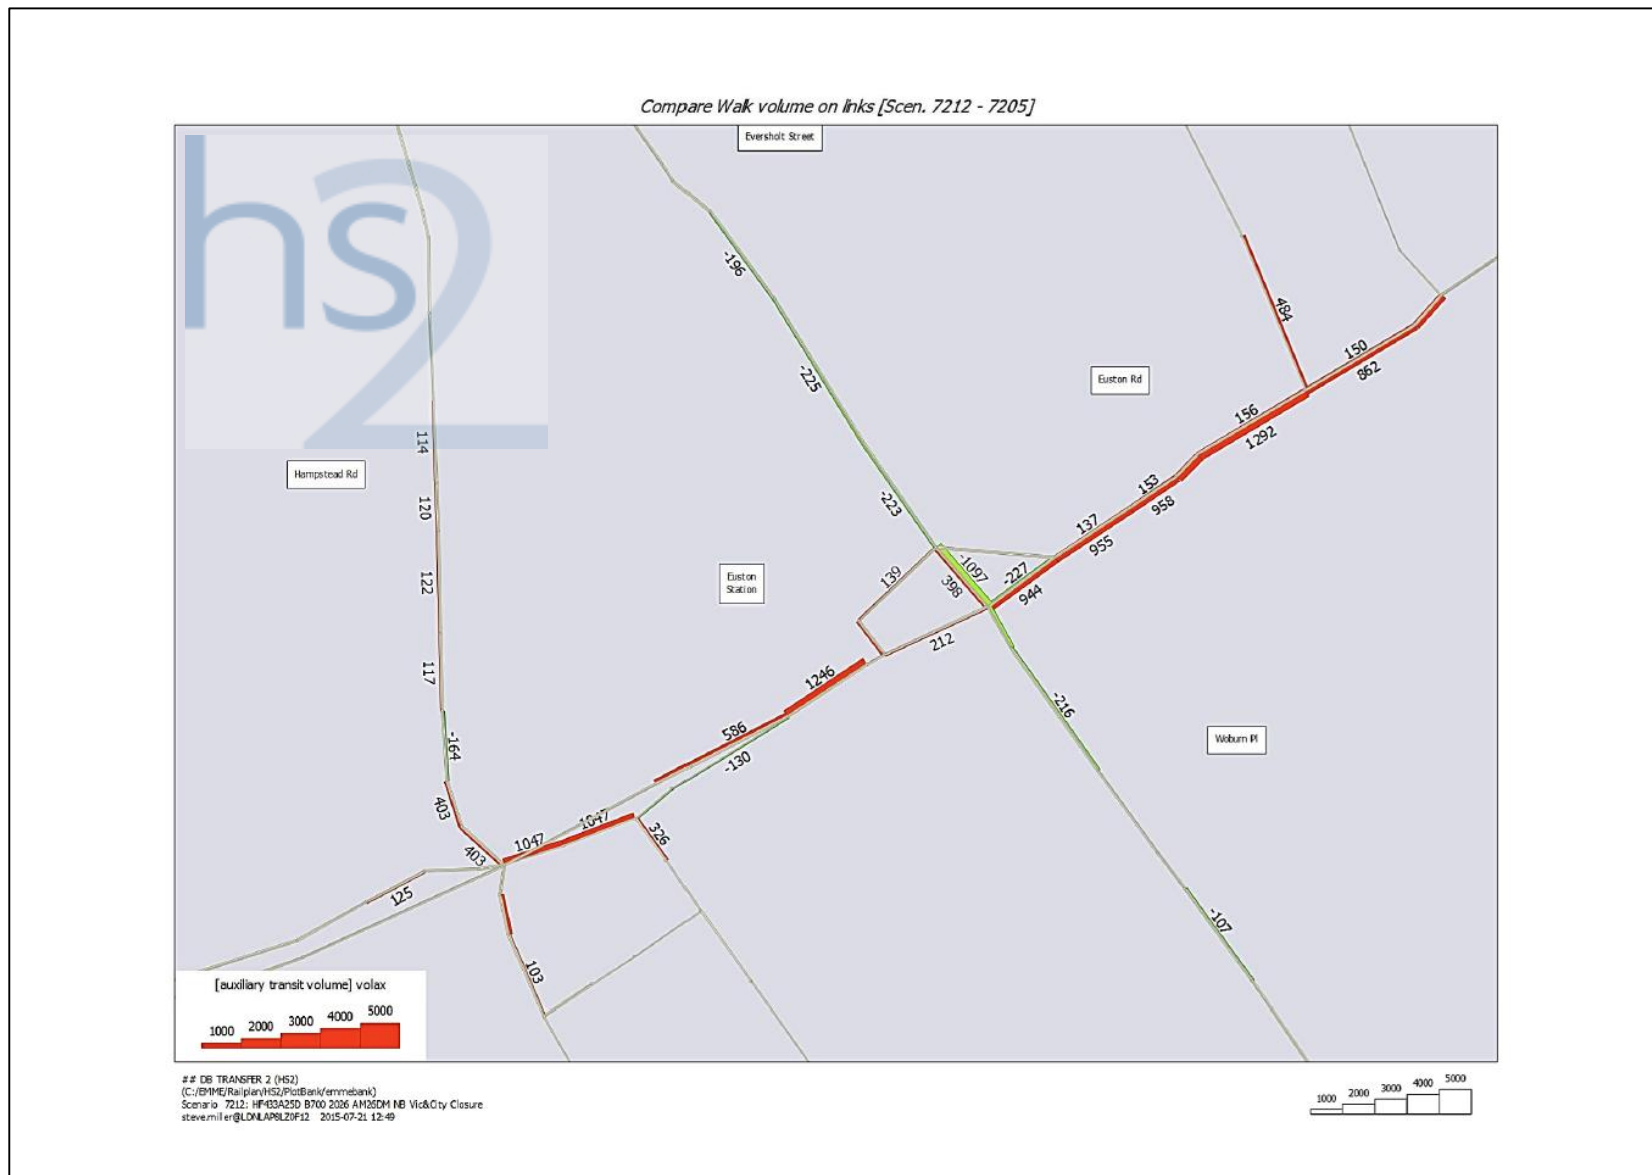 Compare Walk volume on links [Scen. 7212 - 7205]
Eversholt Street
hs2
-196
484
150
862
-225
Euston Rd
156
1292
114
Hampstead Rd
120
-223
153
958
137
955
122
Euston
Station
139
-1097
398
-227
944
212
117
1246
-216
586
-130
Woburn Pl
-164
403
1047
1047
326
403
125
-107
103
[auxiliary transit volume] volax
1000 2000 3000 4000 5000
## DB TRANSFER 2 (HS2)
(C:/EMME/Railplan/HS2/PlotBank/emmebank)
Scenario 7212: HF433A25D B700 2026 AM26DM NB Vic&City Closure
2015-07-21 12:49
1000 2000 3000 4000 5000